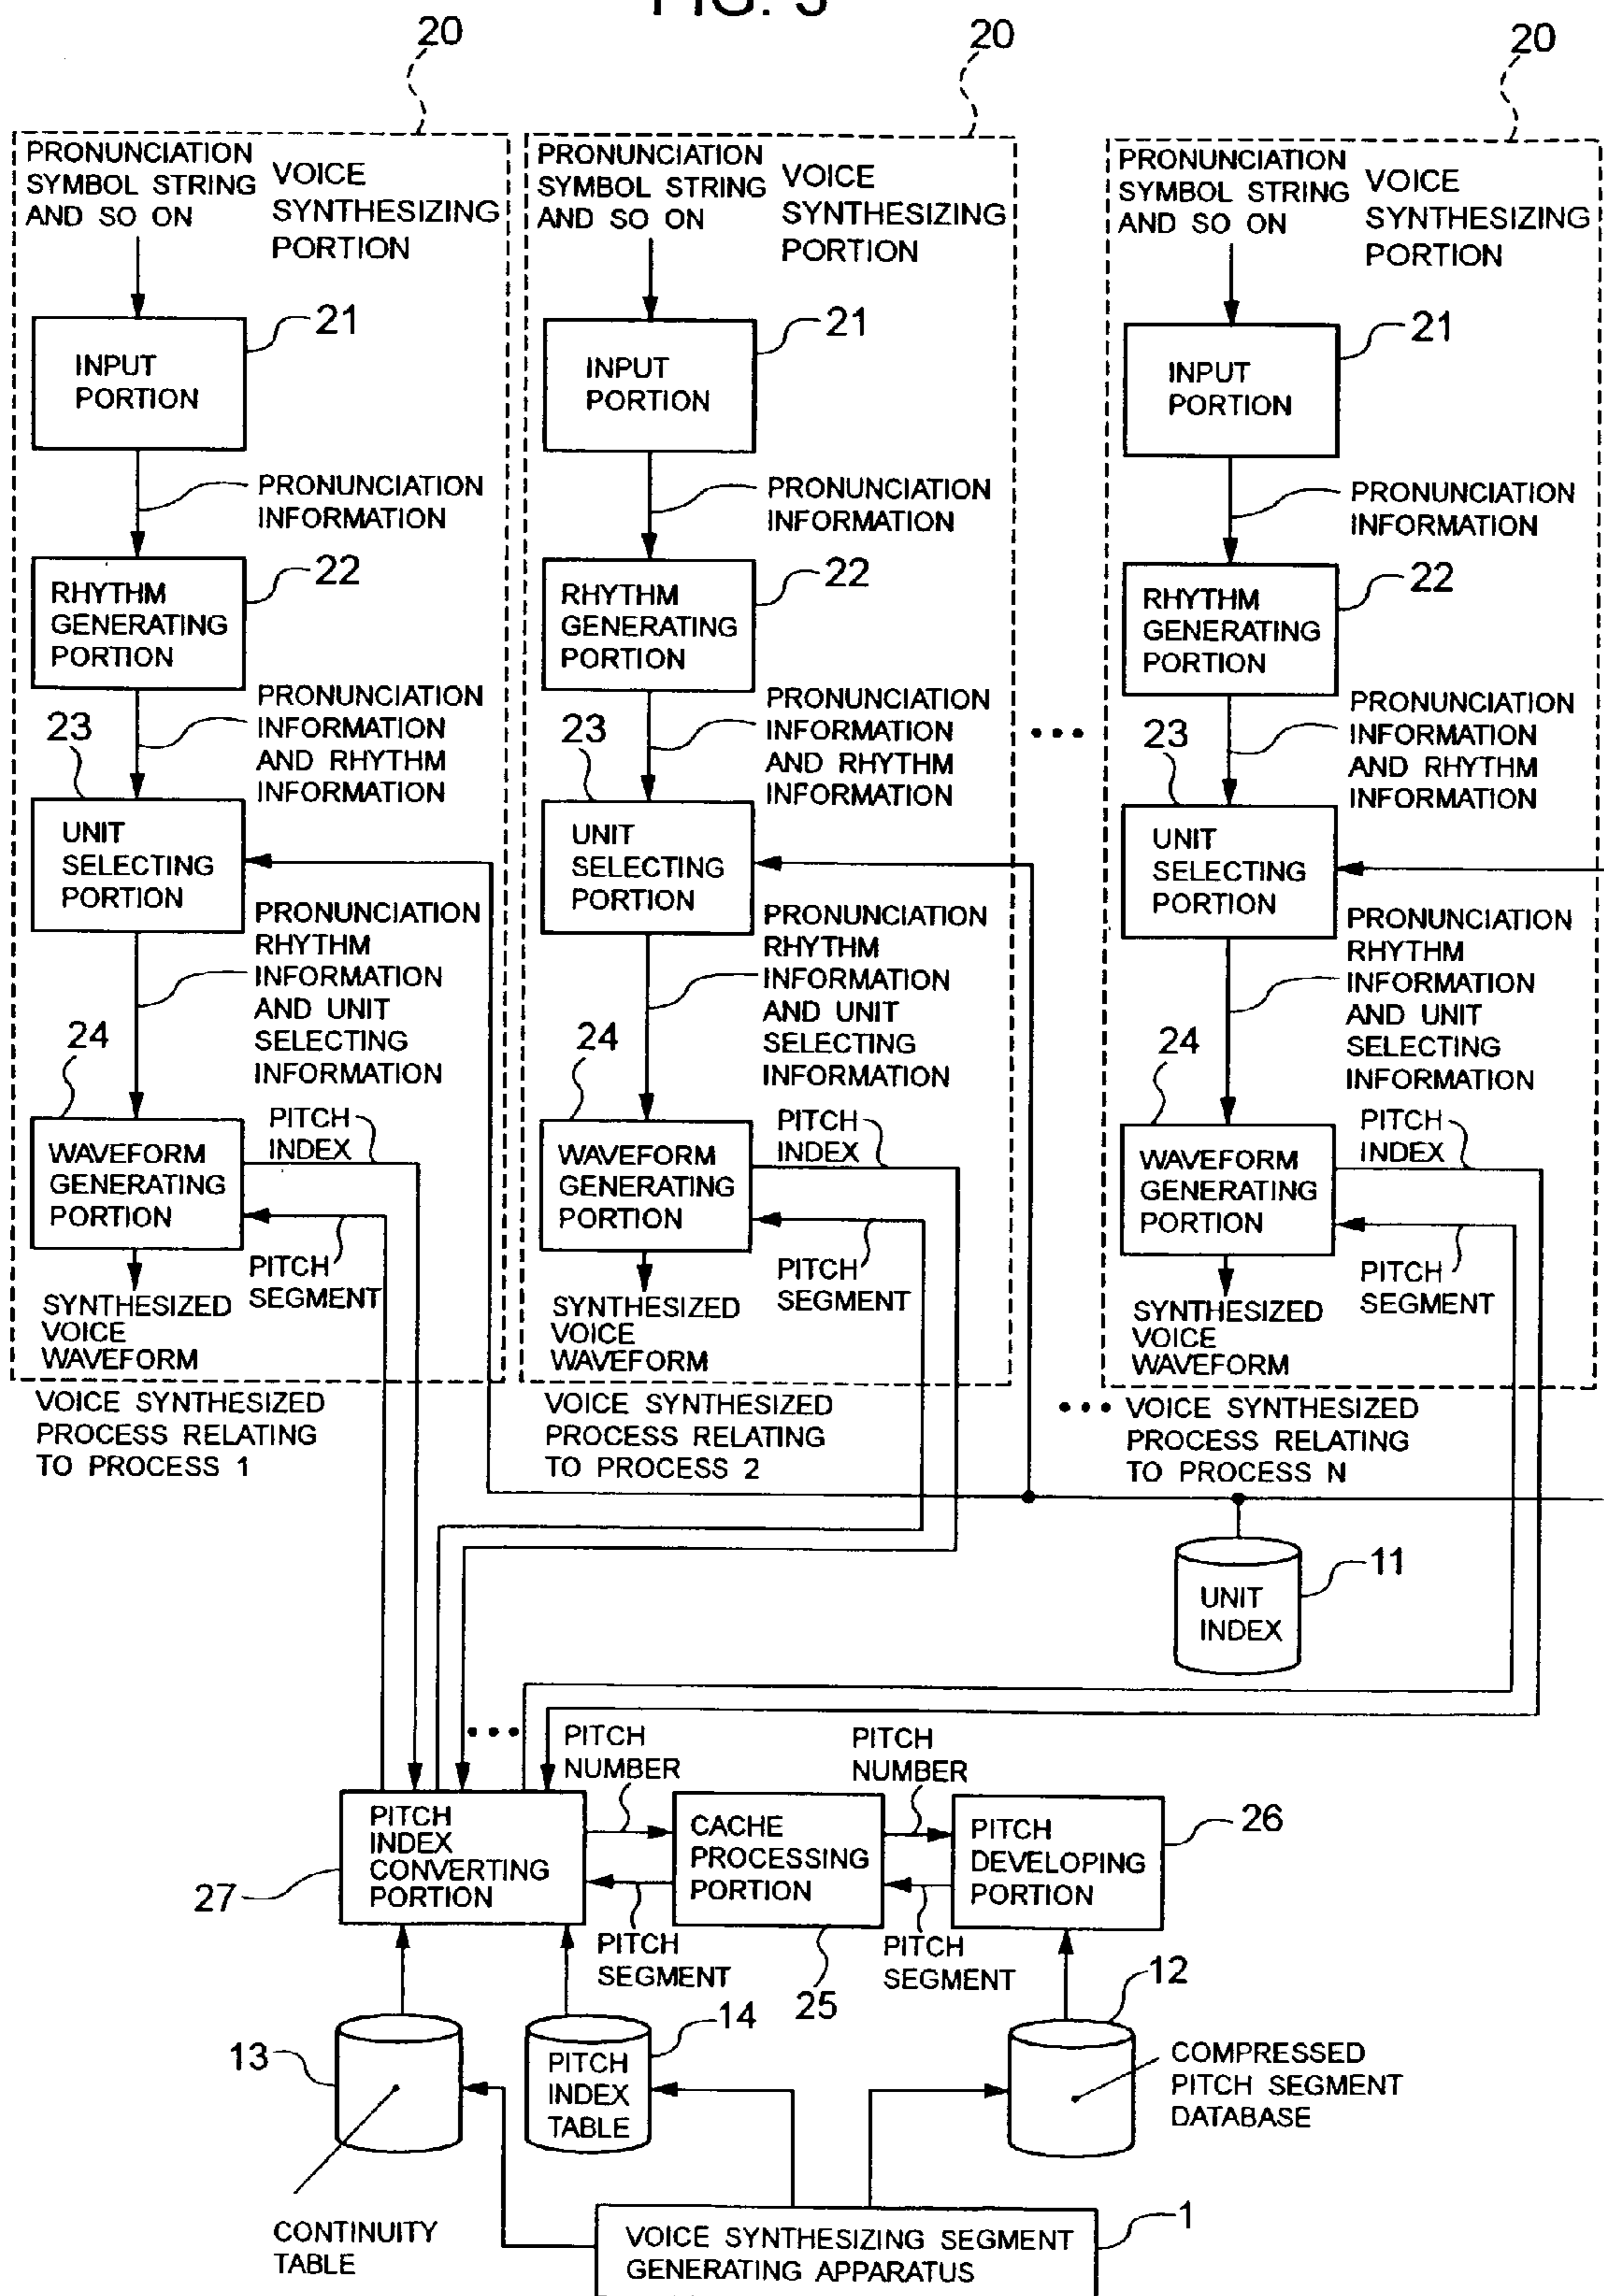 FIG. 3
20
PRONUNCIATION
SYMBOL STRING
AND SO ON
VOICE
SYNTHESIZING
PORTION
INPUT
PORTION
21
PRONUNCIATION
INFORMATION
RHYTHM
GENERATING
PORTION
22
PRONUNCIATION
INFORMATION
AND RHYTHM
INFORMATION
23
UNIT
SELECTING
PORTION
PRONUNCIATION
RHYTHM
INFORMATION
AND UNIT
SELECTING
INFORMATION
24
WAVEFORM
GENERATING
PORTION
PITCH
INDEX
PITCH
SEGMENT
SYNTHESIZED
VOICE
WAVEFORM
VOICE SYNTHESIZED
PROCESS RELATING
TO PROCESS 1
20
PRONUNCIATION
SYMBOL STRING
AND SO ON
VOICE
SYNTHESIZING
PORTION
INPUT
PORTION
21
PRONUNCIATION
INFORMATION
RHYTHM
GENERATING
PORTION
22
PRONUNCIATION
INFORMATION
AND RHYTHM
INFORMATION
23
UNIT
SELECTING
PORTION
PRONUNCIATION
RHYTHM
INFORMATION
AND UNIT
SELECTING
INFORMATION
24
WAVEFORM
GENERATING
PORTION
PITCH
INDEX
PITCH
SEGMENT
SYNTHESIZED
VOICE
WAVEFORM
VOICE SYNTHESIZED
PROCESS RELATING
TO PROCESS 2
•••
•••
20
PRONUNCIATION
SYMBOL STRING
AND SO ON
VOICE
SYNTHESIZING
PORTION
INPUT
PORTION
21
PRONUNCIATION
INFORMATION
RHYTHM
GENERATING
PORTION
22
PRONUNCIATION
INFORMATION
AND RHYTHM
INFORMATION
23
UNIT
SELECTING
PORTION
PRONUNCIATION
RHYTHM
INFORMATION
AND UNIT
SELECTING
INFORMATION
24
WAVEFORM
GENERATING
PORTION
PITCH
INDEX
PITCH
SEGMENT
SYNTHESIZED
VOICE
WAVEFORM
VOICE SYNTHESIZED
PROCESS RELATING
TO PROCESS N
UNIT
INDEX
11
•••
PITCH
NUMBER
PITCH
NUMBER
PITCH
INDEX
CONVERTING
PORTION
27
CACHE
PROCESSING
PORTION
25
PITCH
DEVELOPING
PORTION
26
PITCH
SEGMENT
PITCH
SEGMENT
13
PITCH
INDEX
TABLE
14
12
COMPRESSED
PITCH SEGMENT
DATABASE
CONTINUITY
TABLE
VOICE SYNTHESIZING SEGMENT
GENERATING APPARATUS
1